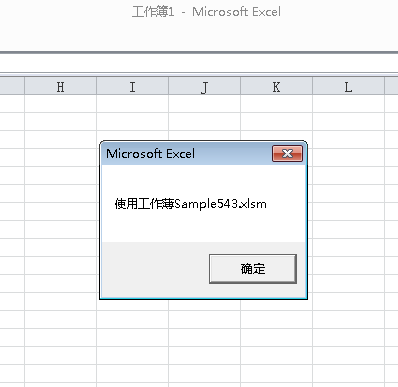 工作簿1 - Microsoft Excel
H I J K L
Microsoft Excel
使用工作薄Sample543.xlsm
确定